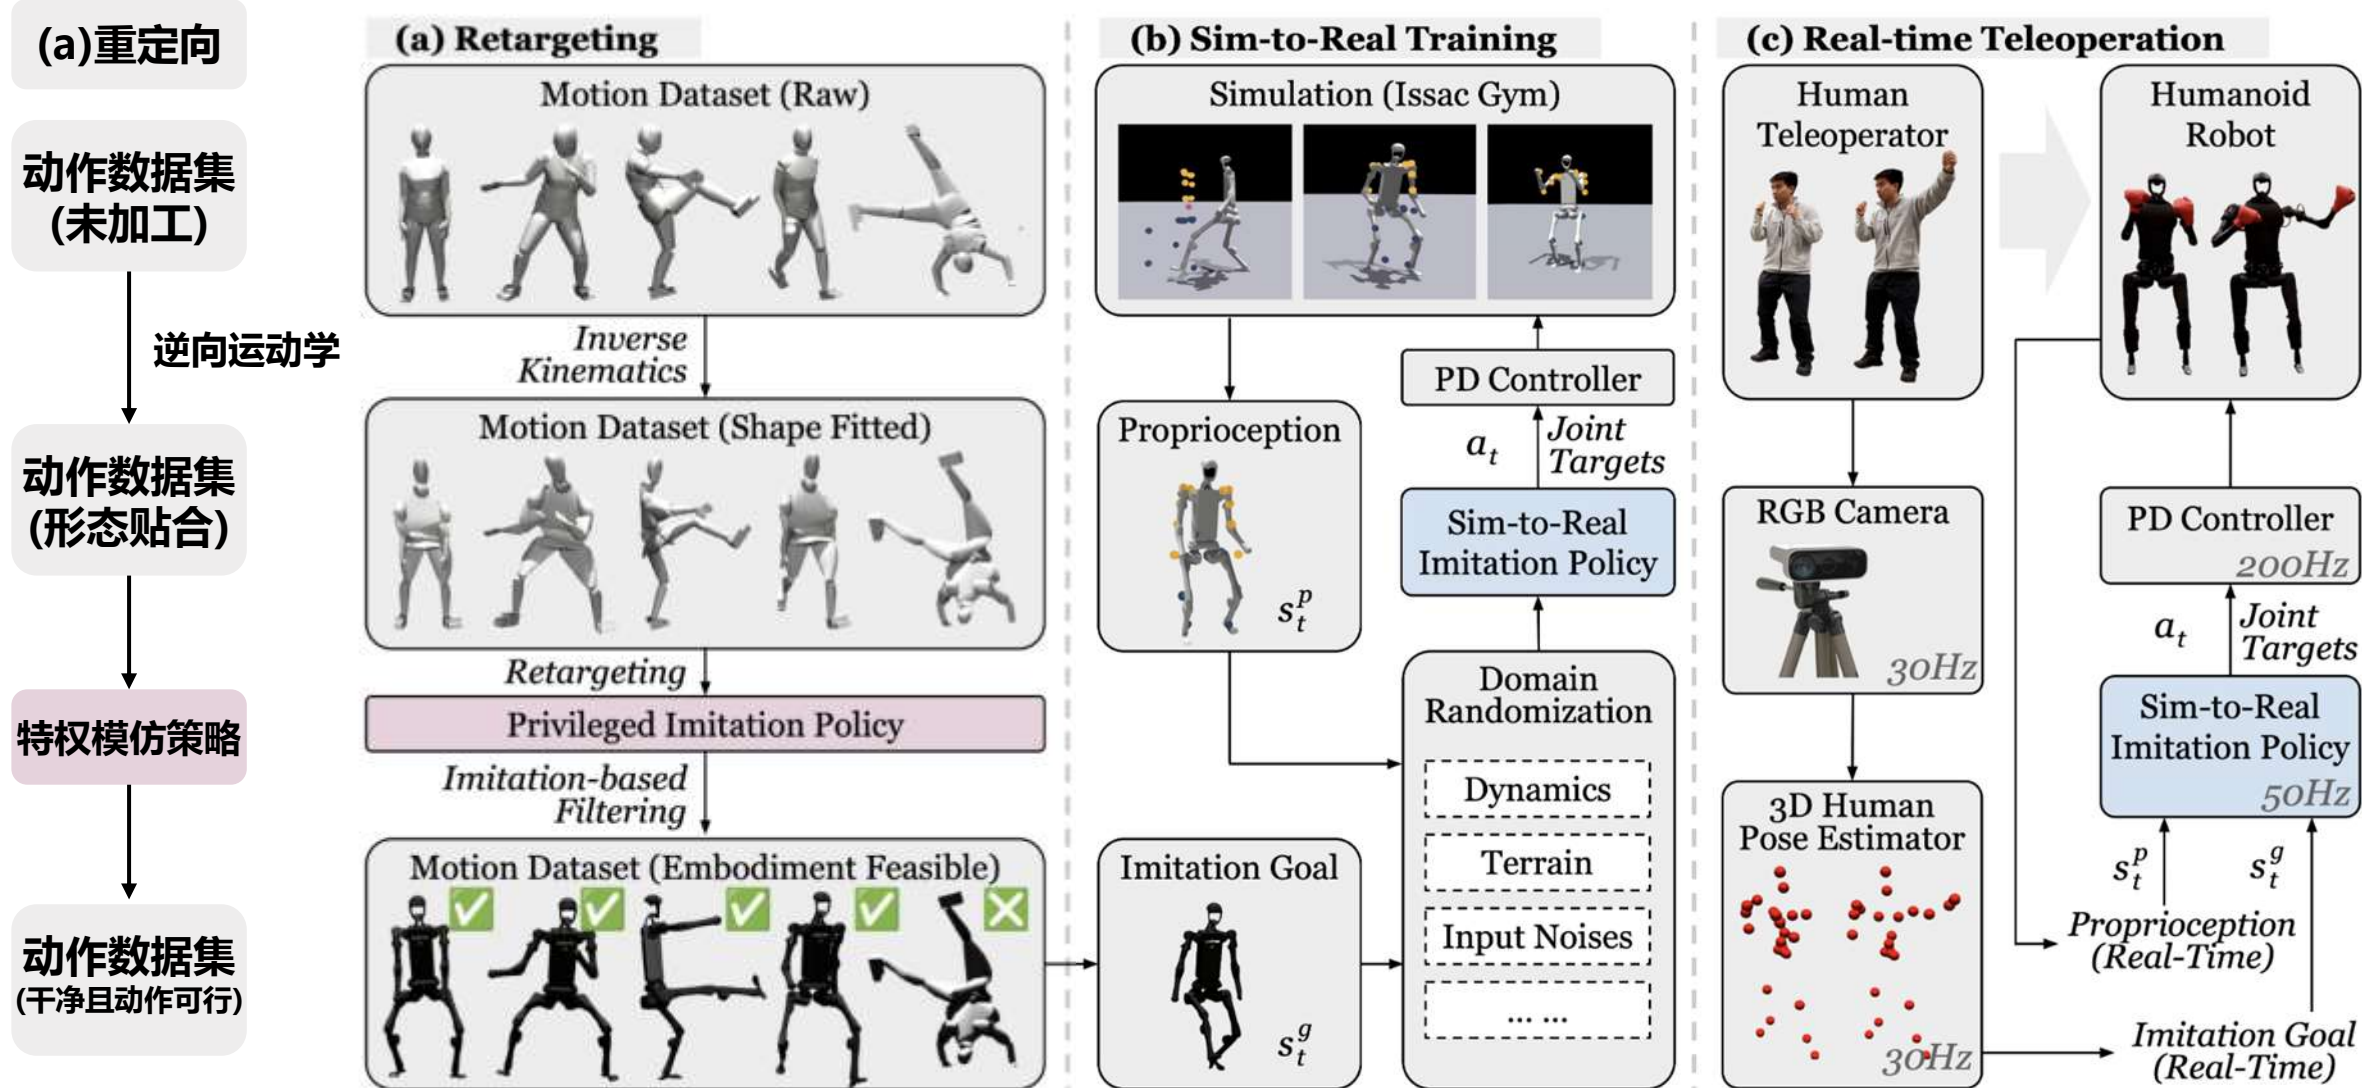 (a)重定向
动作数据集
(未加工)
逆向运动学
动作数据集
(形态贴合)
特权模仿策略
动作数据集
(干净且动作可行)
(a) Retargeting
Motion Dataset (Raw)
Inverse
Kinematics
Motion Dataset (Shape Fitted)
Retargeting
Privileged Imitation Policy
Imitation-based
Filtering
Motion Dataset (Embodiment Feasible)
(b) Sim-to-Real Training
Simulation (Issac Gym)
PD Controller
Proprioception
a_t
Joint
Targets
Sim-to-Real
Imitation Policy
s_t^p
Domain
Randomization
Dynamics
Terrain
Input Noises
... ...
Imitation Goal
s_t^g
(c) Real-time Teleoperation
Human
Teleoperator
Humanoid
Robot
RGB Camera
30Hz
PD Controller
200Hz
a_t
Joint
Targets
Sim-to-Real
Imitation Policy
50Hz
3D Human
Pose Estimator
30Hz
s_t^p
s_t^g
Proprioception
(Real-Time)
Imitation Goal
(Real-Time)